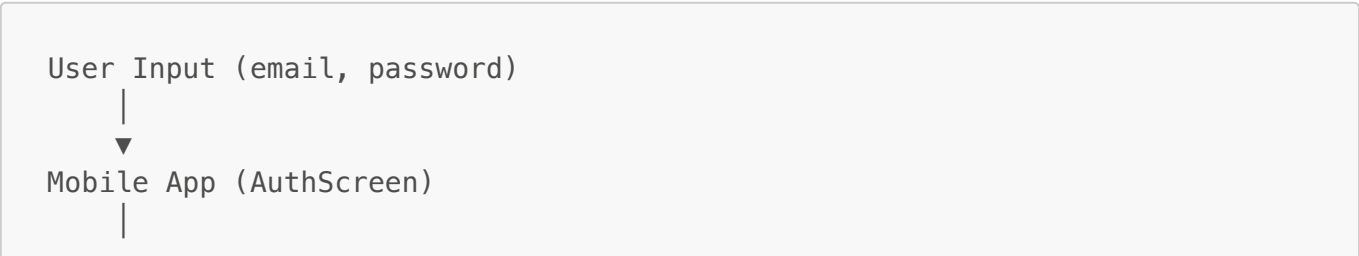 User Input (email, password)
│
▼
Mobile App (AuthScreen)
│